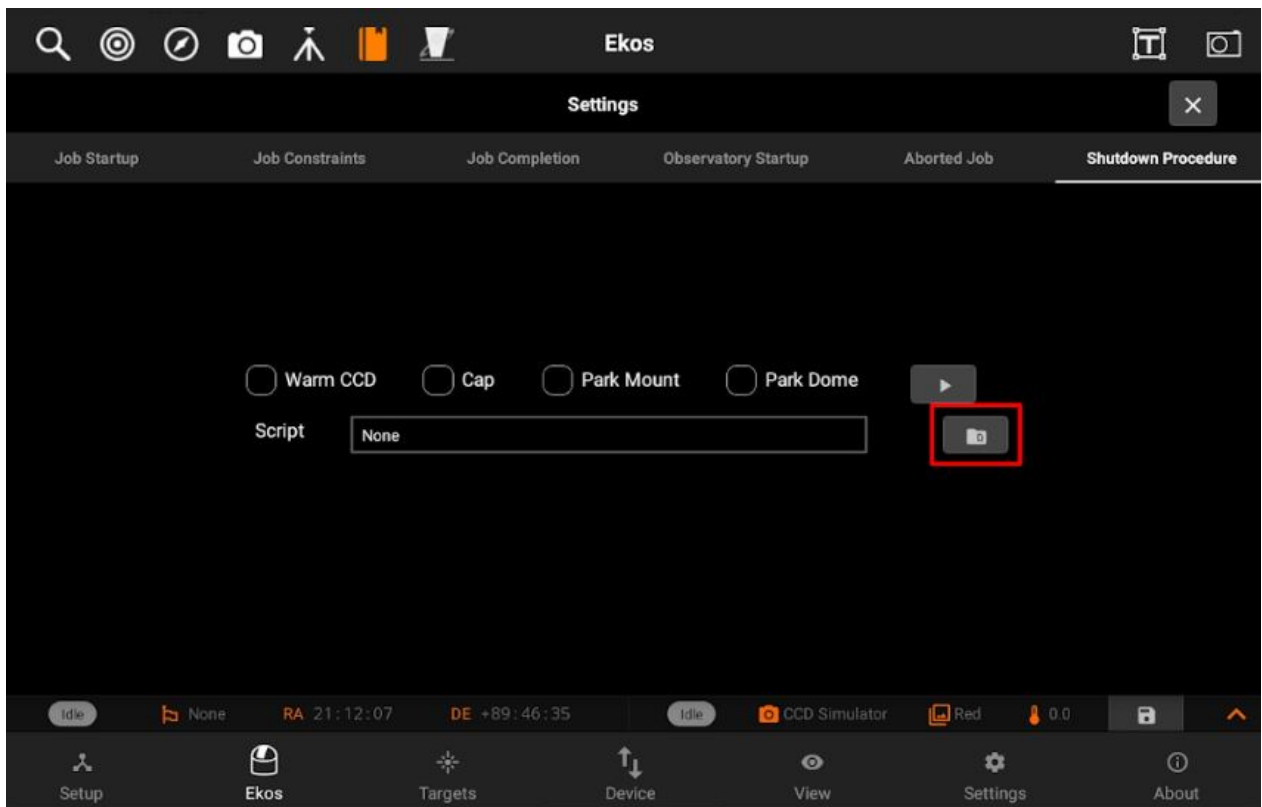 Ekos
Settings
Job Startup Job Constraints Job Completion Observatory Startup Aborted Job Shutdown Procedure
Warm CCD Cap Park Mount Park Dome
Script None
Idle None RA 21:12:07 DE +89:46:35 Idle CCD Simulator Red 0.0
Setup Ekos Targets Device View Settings About